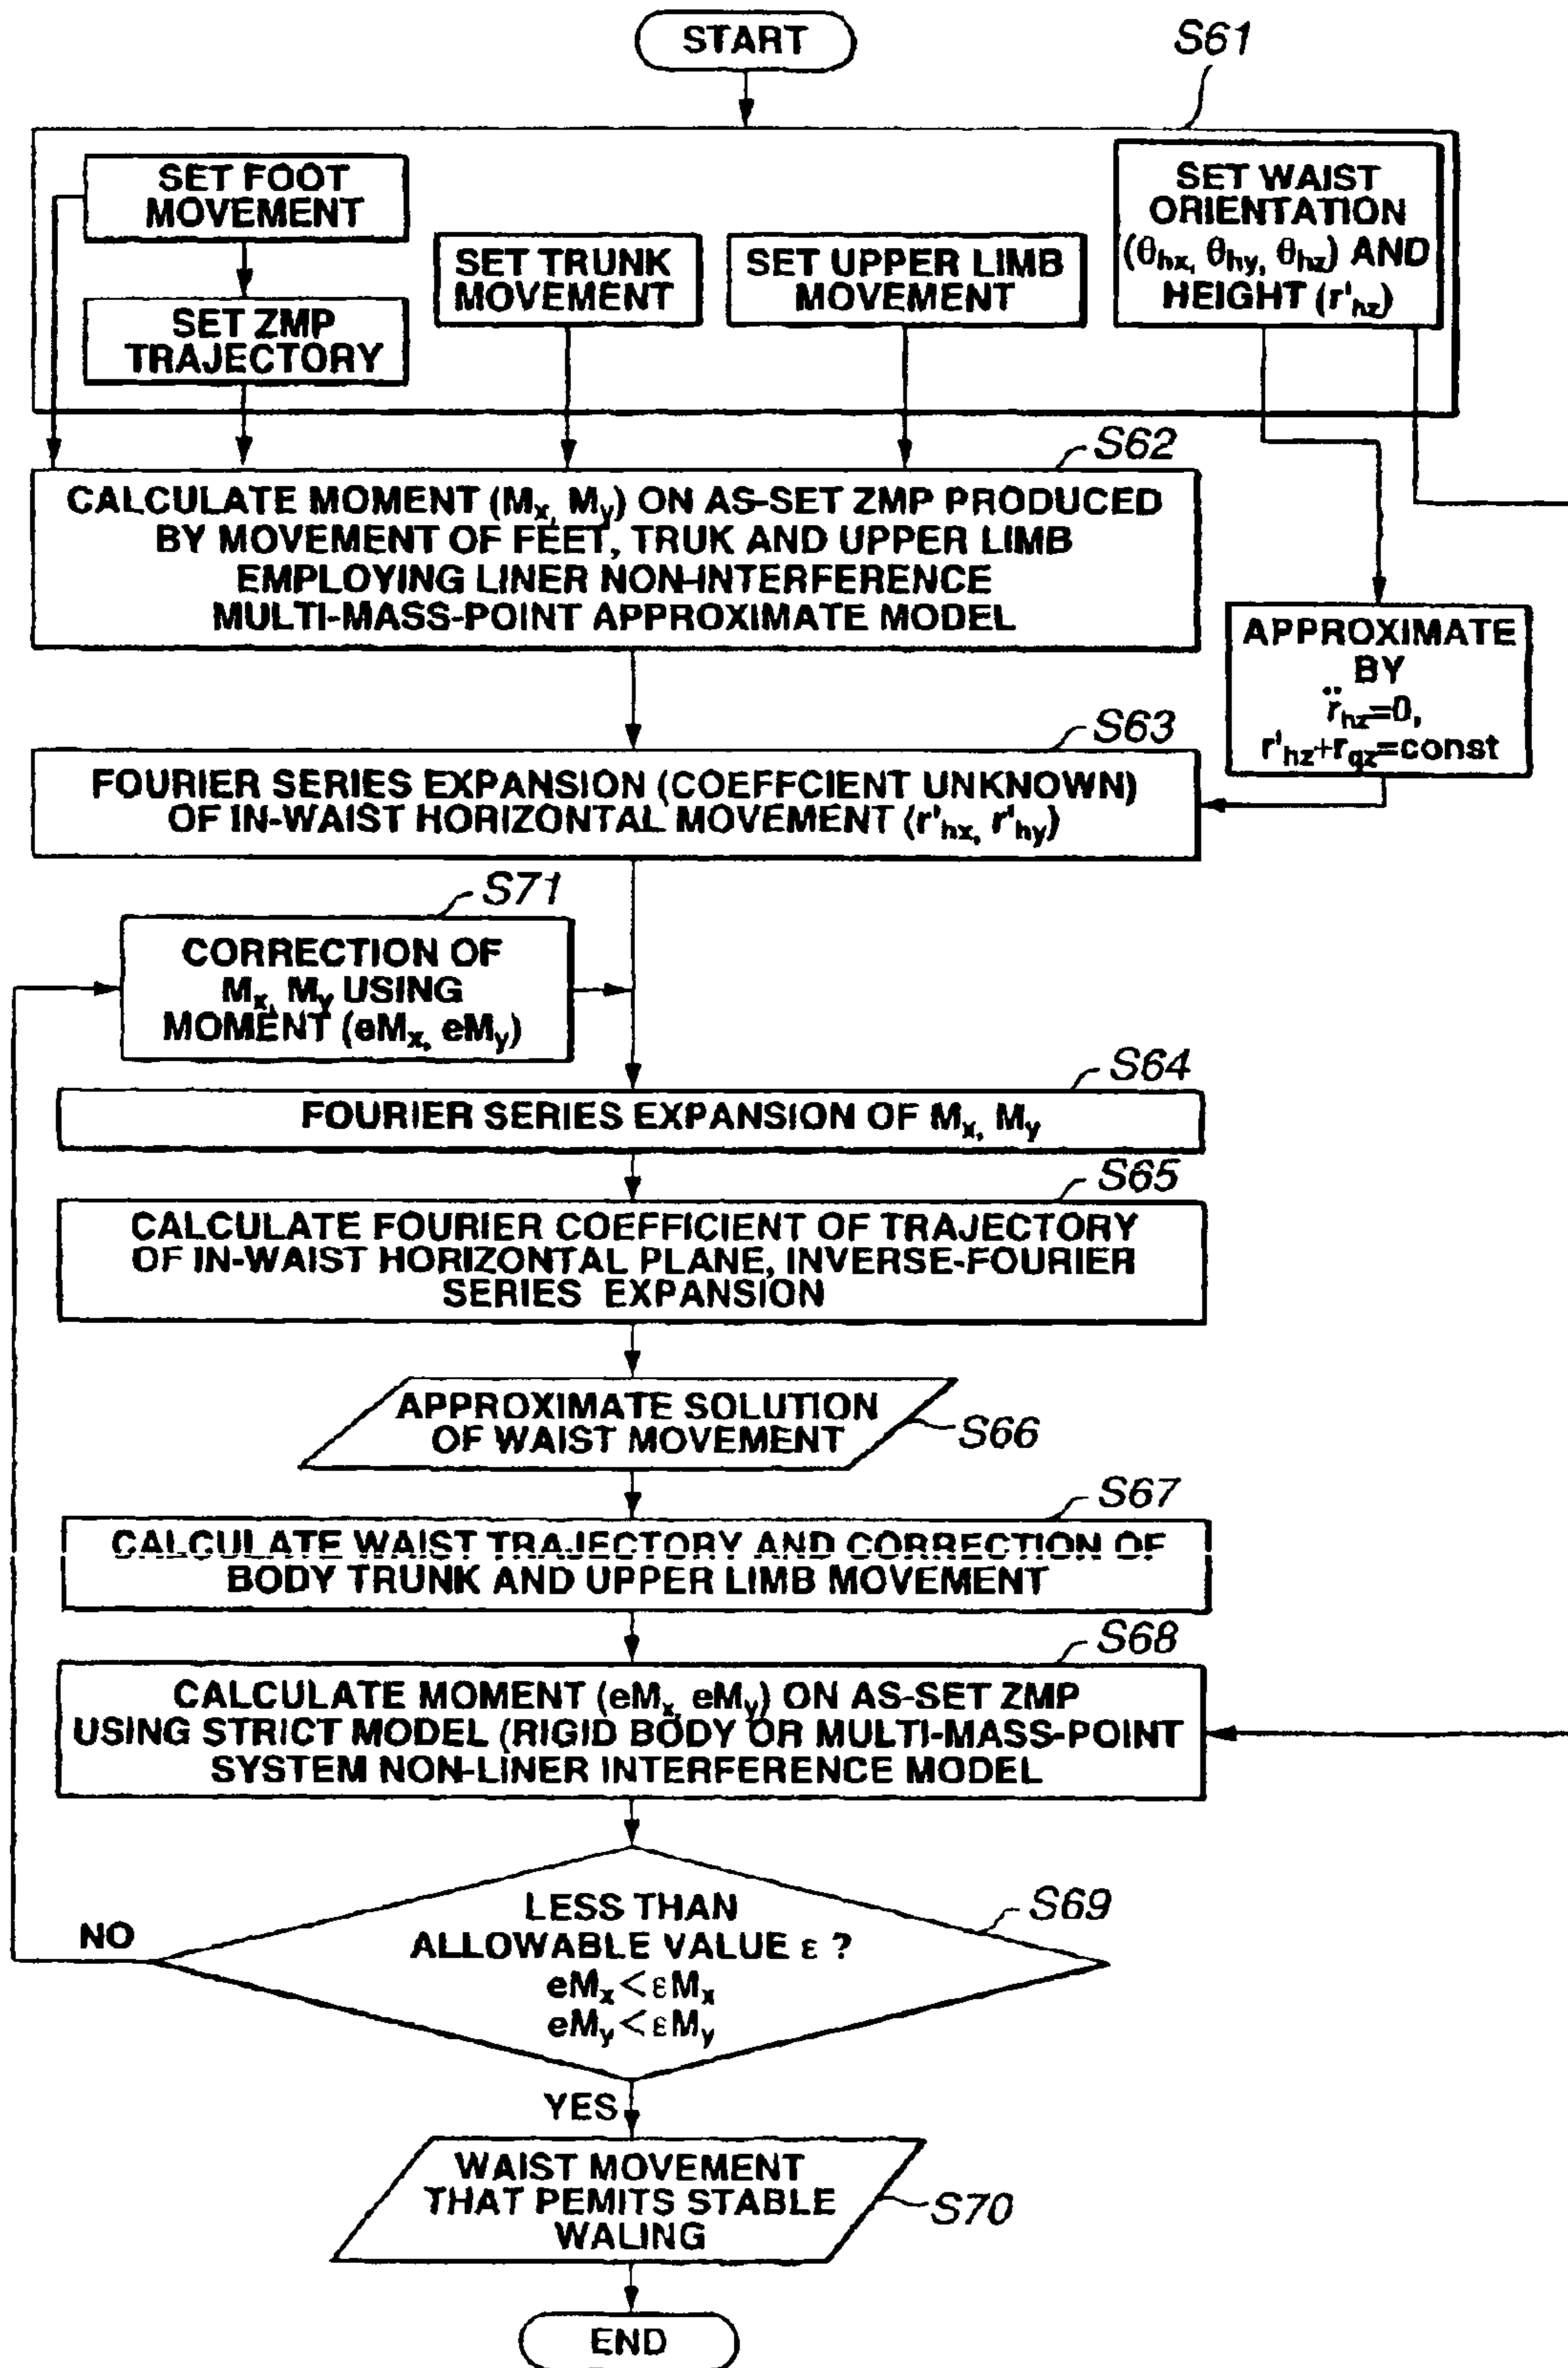 START
S61
SET FOOT
MOVEMENT
SET ZMP
TRAJECTORY
SET TRUNK
MOVEMENT
SET UPPER LIMB
MOVEMENT
SET WAIST
ORIENTATION
(θhx, θhy, θhz) AND
HEIGHT (r'hz)
S62
CALCULATE MOMENT (Mx, My) ON AS-SET ZMP PRODUCED
BY MOVEMENT OF FEET, TRUK AND UPPER LIMB
EMPLOYING LINER NON-INTERFERENCE
MULTI-MASS-POINT APPROXIMATE MODEL
APPROXIMATE
BY
r̈hz=0,
r'hz+rqz=const
S63
FOURIER SERIES EXPANSION (COEFFCIENT UNKNOWN)
OF IN-WAIST HORIZONTAL MOVEMENT (r'hx, r'hy)
S71
CORRECTION OF
Mx, My USING
MOMENT (eMx, eMy)
S64
FOURIER SERIES EXPANSION OF Mx, My
S65
CALCULATE FOURIER COEFFICIENT OF TRAJECTORY
OF IN-WAIST HORIZONTAL PLANE, INVERSE-FOURIER
SERIES EXPANSION
APPROXIMATE SOLUTION
OF WAIST MOVEMENT
S66
S67
CALCULATE WAIST TRAJECTORY AND CORRECTION OF
BODY TRUNK AND UPPER LIMB MOVEMENT
S68
CALCULATE MOMENT (eMx, eMy) ON AS-SET ZMP
USING STRICT MODEL (RIGID BODY OR MULTI-MASS-POINT
SYSTEM NON-LINER INTERFERENCE MODEL
S69
LESS THAN
ALLOWABLE VALUE ε ?
eMx<εMx
eMy<εMy
NO
YES
WAIST MOVEMENT
THAT PEMITS STABLE
WALING
S70
END